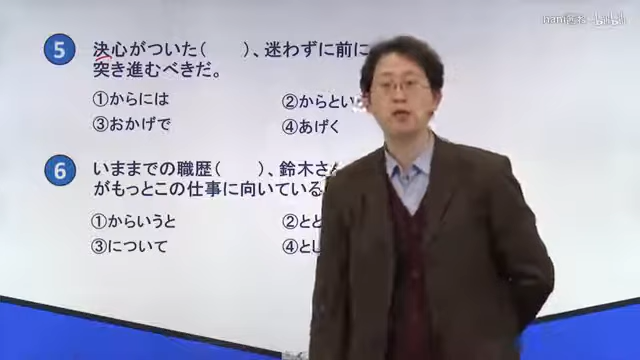 5 決心がついた( )、迷わずに前に
突き進むべきだ。
①からには ②からとい
③おかげで ④あげく
6 いままでの職歴( )、鈴木さ
がもっとこの仕事に向いている
①からいうと ②とと
③について ④とし
bilibili